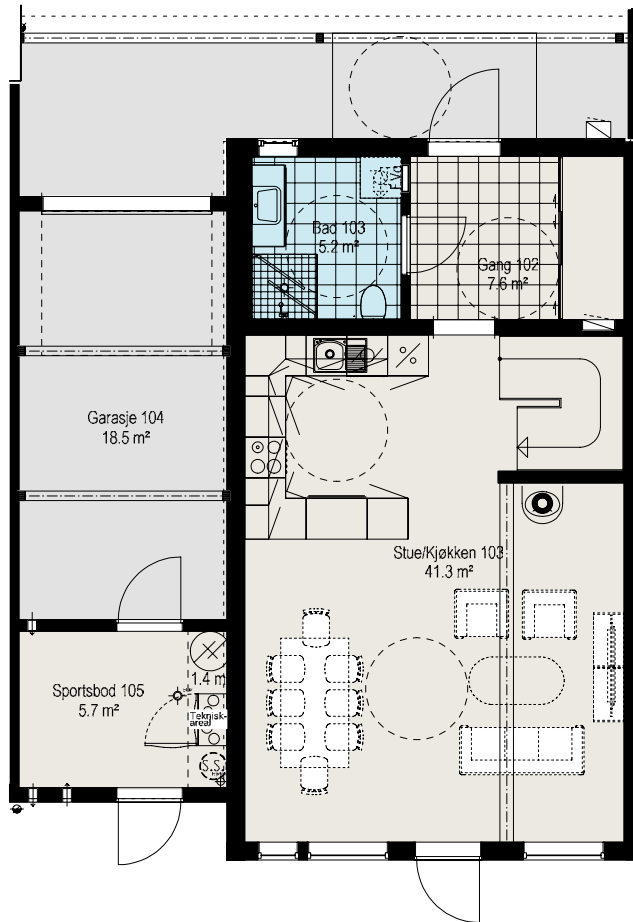 Bad 103
5.2 m²
Gang 102
7.6 m²
Garasje 104
18.5 m²
Stue/Kjøkken 103
41.3 m²
Sportsbod 105
5.7 m²
1.4 m
Teknisk-
areal
S.S.